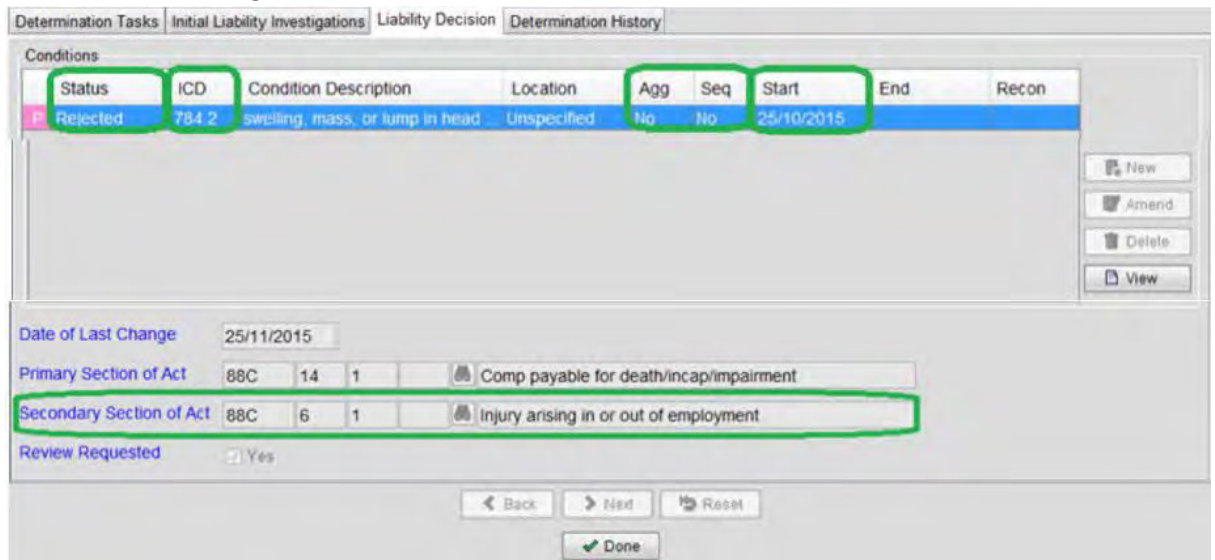 Determination Tasks Initial Liability Investigations Liability Decision Determination History
Conditions
Status ICD Condition Description Location Agg Seq Start End Recon
P Rejected 784.2 swelling, mass, or lump in head ... Unspecified No No 25/10/2015
New
Amend
Delete
View
Date of Last Change 25/11/2015
Primary Section of Act 88C 14 1 Comp payable for death/incap/impairment
Secondary Section of Act 88C 6 1 Injury arising in or out of employment
Review Requested Yes
Back Next Reset
Done